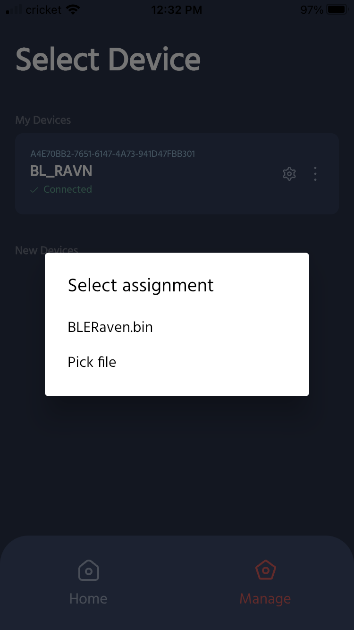 cricket 12:32 PM 97%
Select Device
My Devices
A4E70BB2-7651-6147-4A73-941D47FBB301
BL_RAVN
Connected
New Devices
Select assignment
BLERaven.bin
Pick file
Home Manage